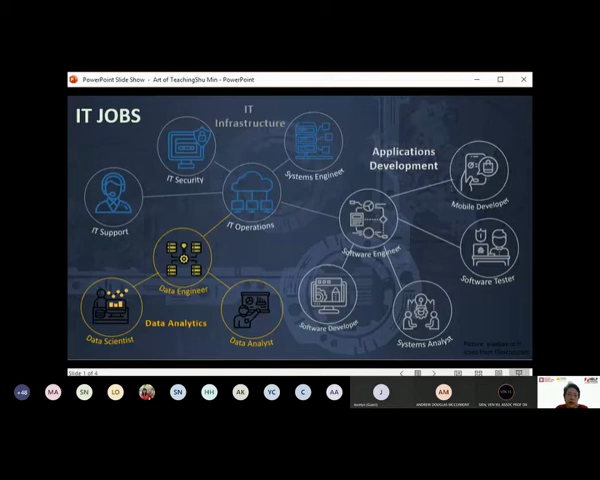 PowerPoint Slide Show - Art of TeachingShu Min - PowerPoint
IT JOBS
IT
Infrastructure
Applications
Development
IT Security
Systems Engineer
Mobile Developer
IT Support
IT Operations
Software Engineer
Software Tester
Data Engineer
Data Scientist
Data Analytics
Data Analyst
Software Developer
Systems Analyst
Slide 1 of 4
+48
MA
SN
LO
SN
HH
AK
YC
C
AA
J
AM
(Guest)
ANDREW DOUGLAS MCCLYMONT